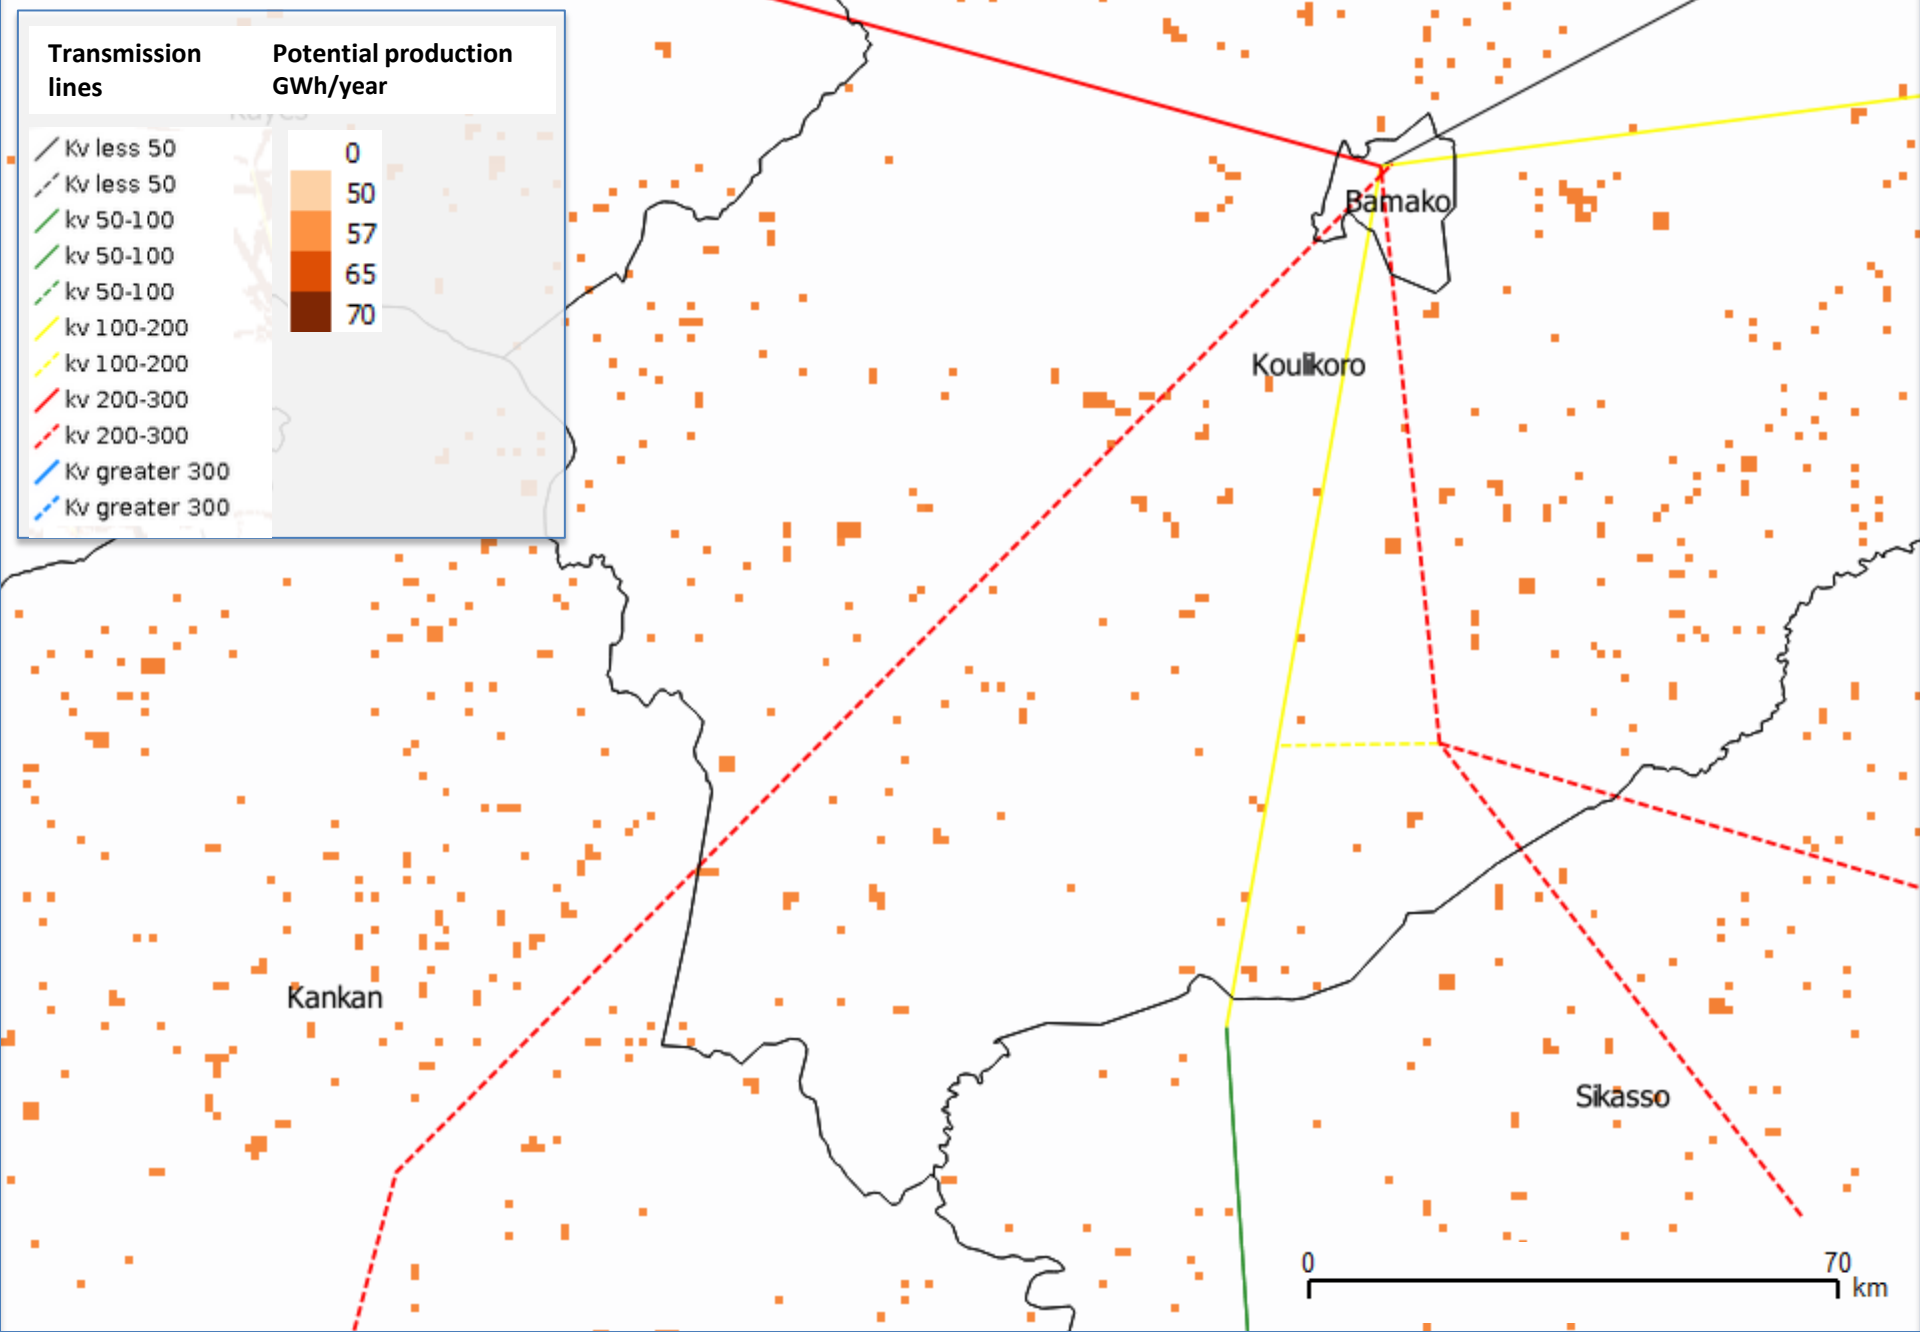 Transmission lines
Potential production GWh/year
Kayes
Kv less 50
Kv less 50
kv 50-100
kv 50-100
kv 50-100
kv 100-200
kv 100-200
kv 200-300
kv 200-300
Kv greater 300
Kv greater 300
0
50
57
65
70
Bamako
Koulikoro
Kankan
Sikasso
0
70
km